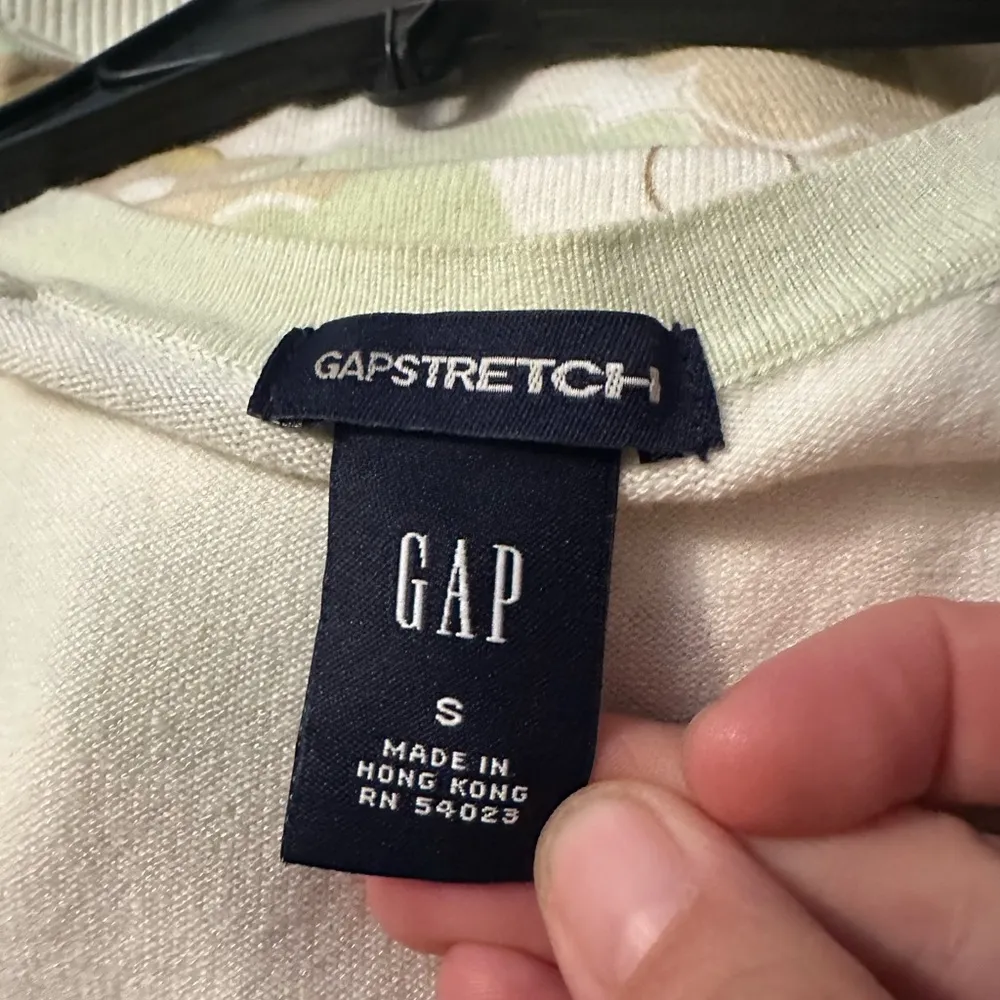 GAPSTRETCH
GAP
S
MADE IN
HONG KONG
RN 54023